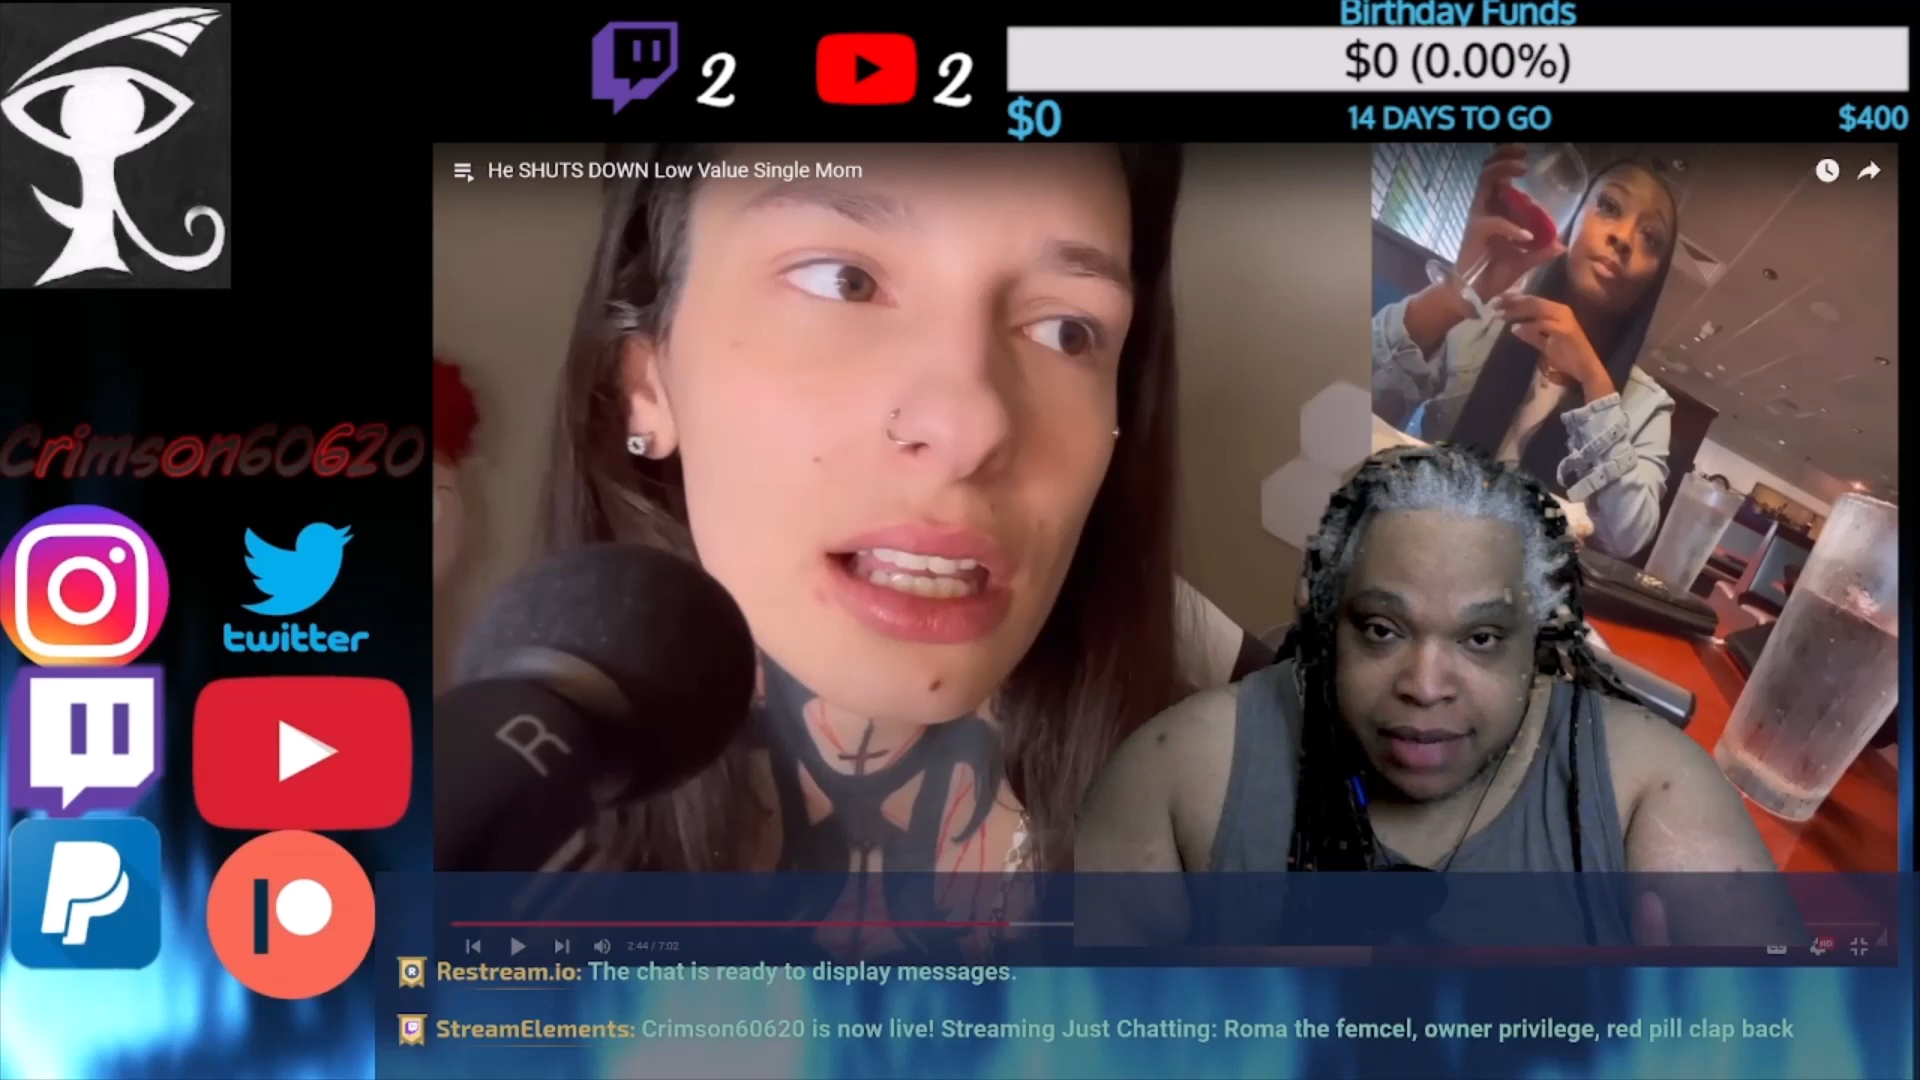 Birthday Funds
2
2
$0 (0.00%)
$0
14 DAYS TO GO
$400
He SHUTS DOWN Low Value Single Mom
Crimson60620
twitter
R
2:44 / 7:02
HD
Restream.io: The chat is ready to display messages.
StreamElements: Crimson60620 is now live! Streaming Just Chatting: Roma the femcel, owner privilege, red pill clap back